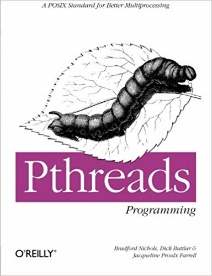 A POSIX Standard for Better Multiprocessing
Pthreads
Programming
O'REILLY®
Bradford Nichols, Dick Buttlar &
Jacqueline Proulx Farrell